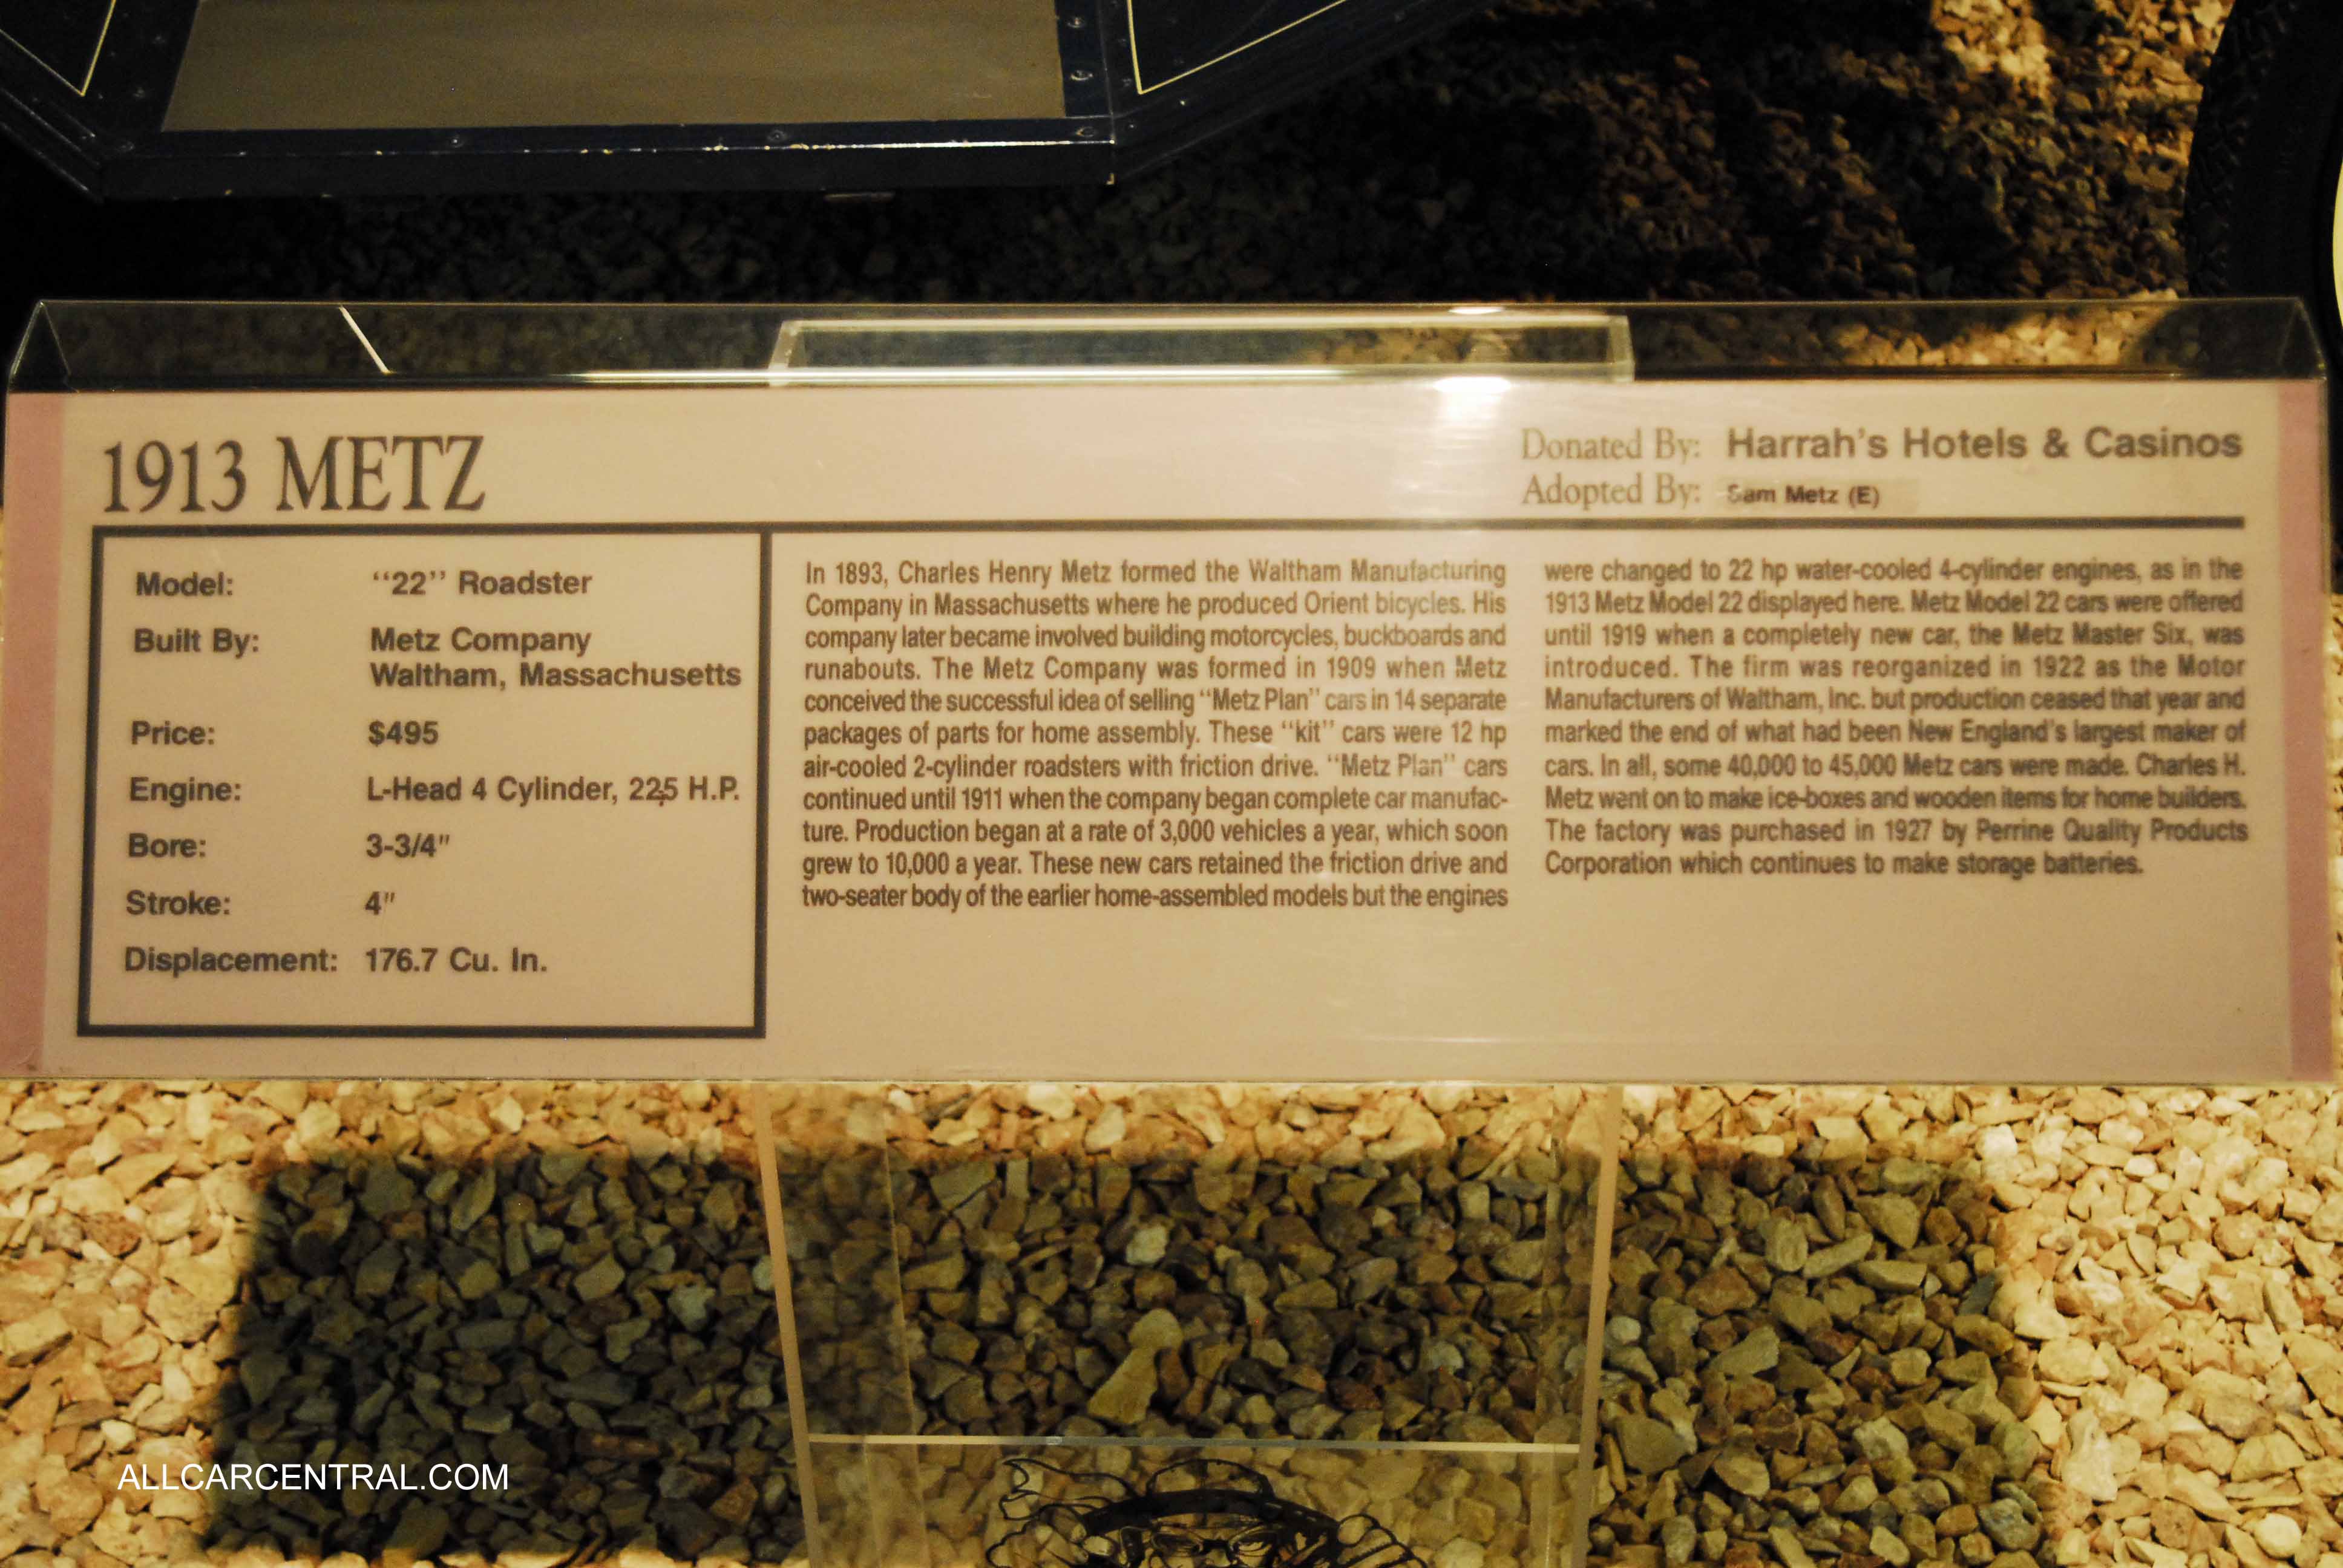 1913 METZ
Donated By: Harrah's Hotels & Casinos
Adopted By: Sam Metz (E)
Model: "22" Roadster
Built By: Metz Company
Waltham, Massachusetts
Price: $495
Engine: L-Head 4 Cylinder, 22.5 H.P.
Bore: 3-3/4"
Stroke: 4"
Displacement: 176.7 Cu. In.
In 1893, Charles Henry Metz formed the Waltham Manufacturing
Company in Massachusetts where he produced Orient bicycles. His
company later became involved building motorcycles, buckboards and
runabouts. The Metz Company was formed in 1909 when Metz
conceived the successful idea of selling "Metz Plan" cars in 14 separate
packages of parts for home assembly. These "kit" cars were 12 hp
air-cooled 2-cylinder roadsters with friction drive. "Metz Plan" cars
continued until 1911 when the company began complete car manufac-
ture. Production began at a rate of 3,000 vehicles a year, which soon
grew to 10,000 a year. These new cars retained the friction drive and
two-seater body of the earlier home-assembled models but the engines
were changed to 22 hp water-cooled 4-cylinder engines, as in the
1913 Metz Model 22 displayed here. Metz Model 22 cars were offered
until 1919 when a completely new car, the Metz Master Six, was
introduced. The firm was reorganized in 1922 as the Motor
Manufacturers of Waltham, Inc. but production ceased that year and
marked the end of what had been New England's largest maker of
cars. In all, some 40,000 to 45,000 Metz cars were made. Charles H.
Metz went on to make ice-boxes and wooden items for home builders.
The factory was purchased in 1927 by Perrine Quality Products
Corporation which continues to make storage batteries.
ALLCARCENTRAL.COM